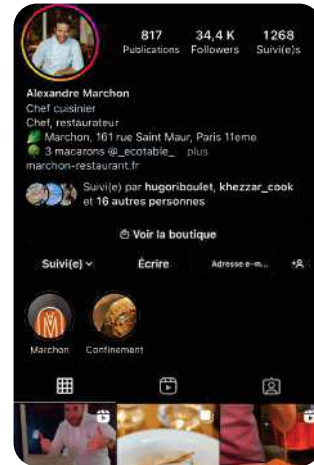 817 34,4 K 1268
Publications Followers Suivi(e)s
Alexandre Marchon
Chef cuisinier
Chef, restaurateur
Marchon, 161 rue Saint Maur, Paris 11eme
3 macarons @_ecotable_ plus
marchon-restaurant.fr
Suivi(e) par hugoriboulet, khezzar_cook
et 16 autres personnes
Voir la boutique
Suivi(e) Écrire Adresse e-m...
Marchon Confinement